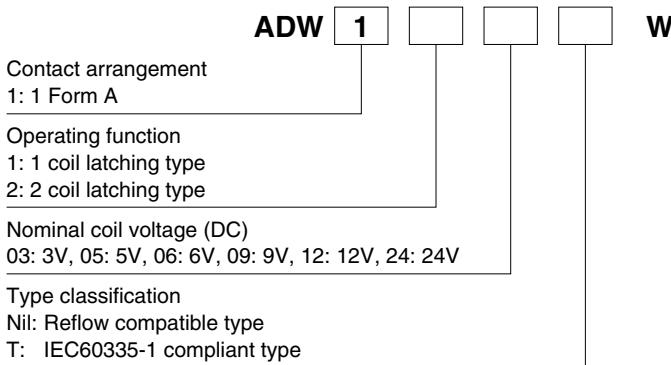 ADW 1 W
Contact arrangement
1: 1 Form A
Operating function
1: 1 coil latching type
2: 2 coil latching type
Nominal coil voltage (DC)
03: 3V, 05: 5V, 06: 6V, 09: 9V, 12: 12V, 24: 24V
Type classification
Nil: Reflow compatible type
T: IEC60335-1 compliant type